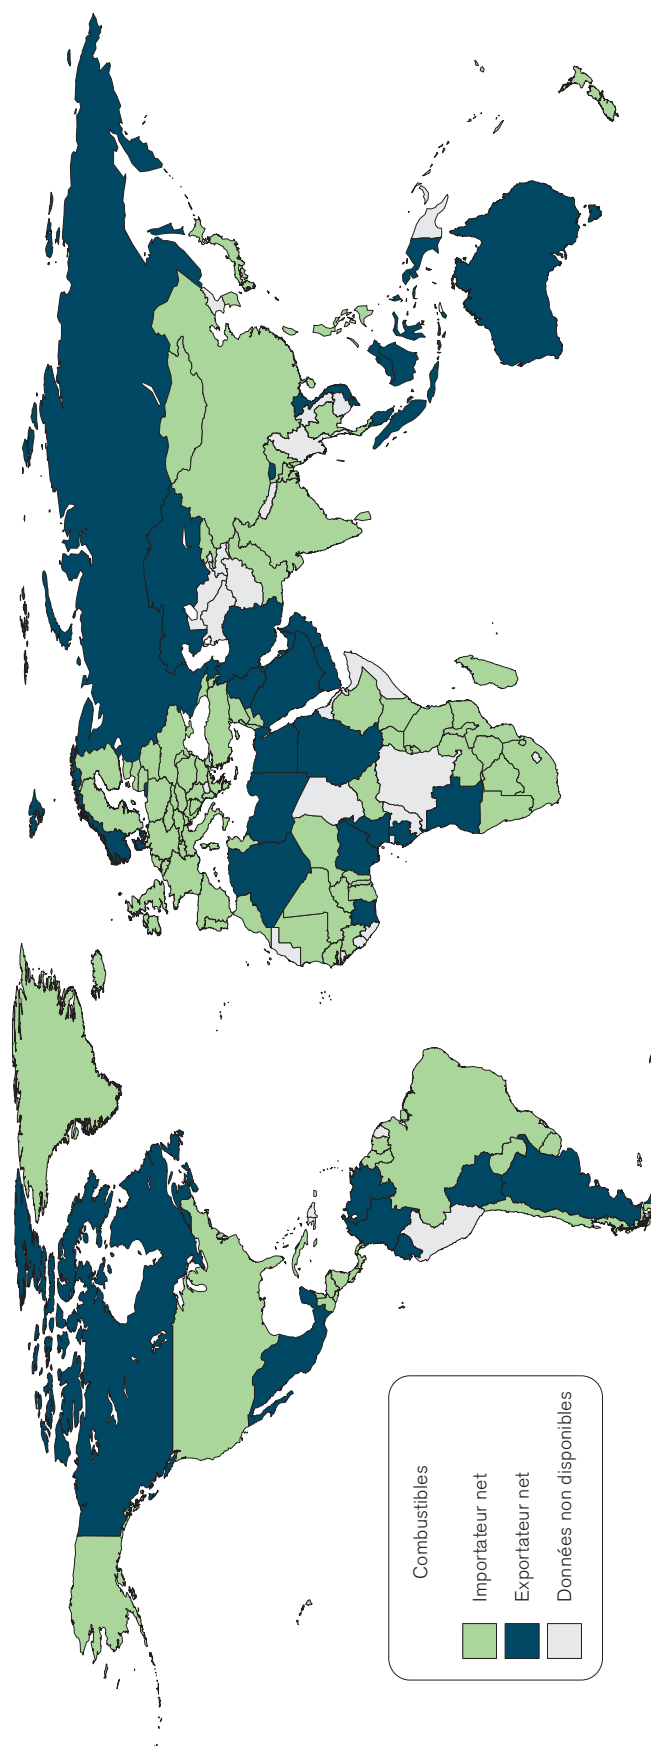 Combustibles
Importateur net
Exportateur net
Données non disponibles